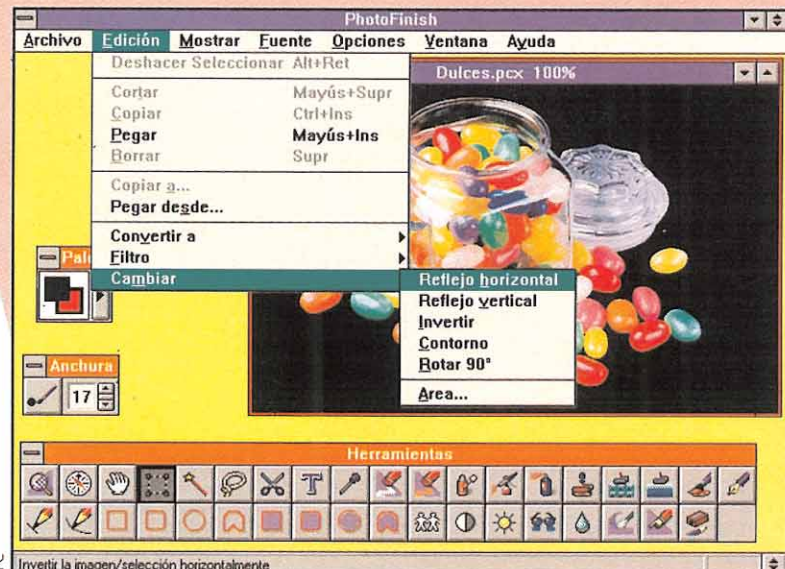 PhotoFinish
Archivo Edición Mostrar Fuente Opciones Ventana Ayuda
Deshacer Seleccionar Alt+Ret
Cortar Mayús+Supr
Copiar Ctrl+Ins
Pegar Mayús+Ins
Borrar Supr
Copiar a...
Pegar desde...
Convertir a
Filtro
Cambiar
Dulces.pcx 100%
Reflejo horizontal
Reflejo vertical
Invertir
Contorno
Rotar 90°
Area...
Anchura
17
Herramientas
T
Invertir la imagen/selección horizontalmente